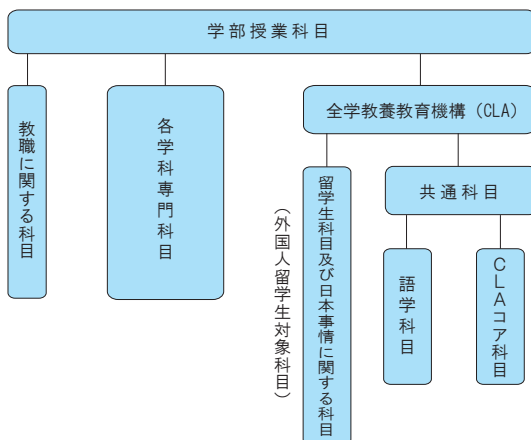 学部授業科目
教職に関する科目
各学科専門科目
全学教養教育機構（CLA）
留学生科目及び日本事情に関する科目
（外国人留学生対象科目）
共通科目
語学科目
CLAコア科目